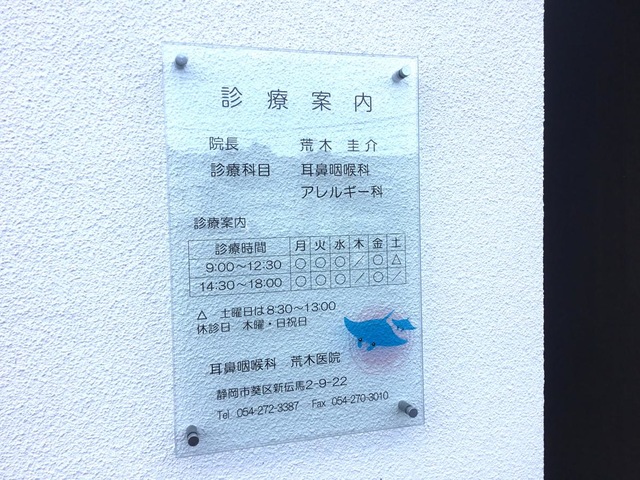 診療案内
院長 荒木 圭介
診療科目 耳鼻咽喉科
アレルギー科
診療案内
診療時間 月 火 水 木 金 土
9:00～12:30 ○ ○ ○ ／ ○ △
14:30～18:00 ○ ○ ○ ／ ○ ／
△ 土曜日は8:30～13:00
休診日 木曜・日祝日
耳鼻咽喉科 荒木医院
静岡市葵区新伝馬2-9-22
Tel 054-272-3387 Fax 054-270-3010